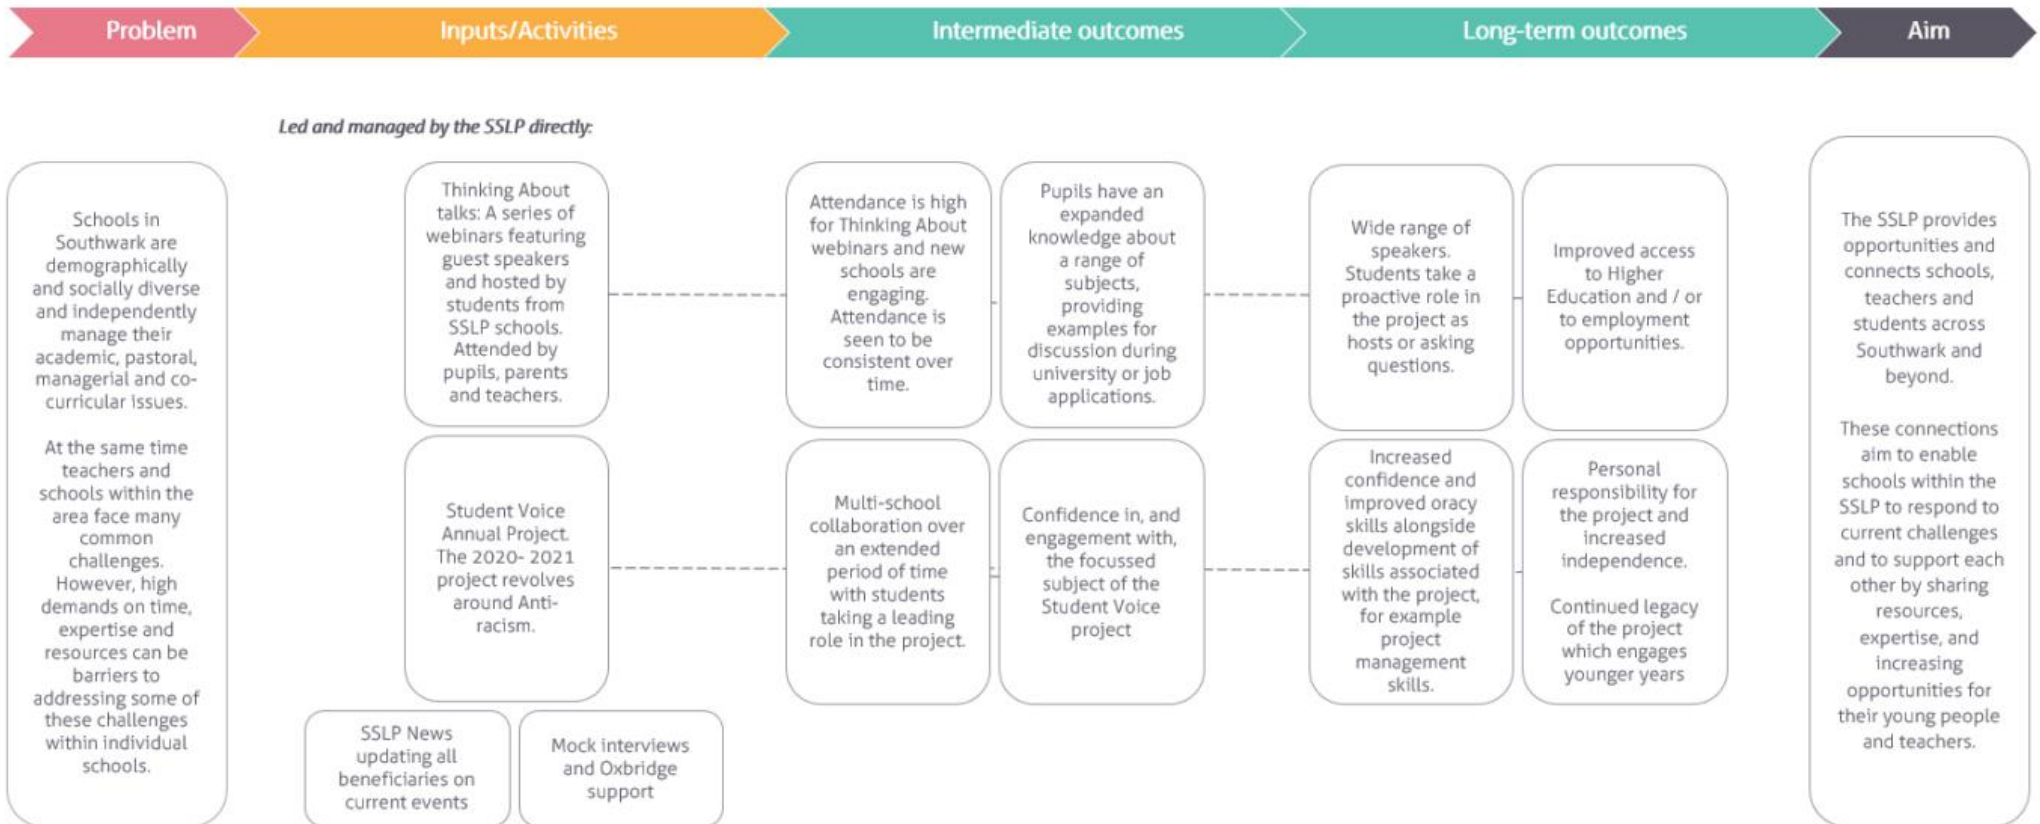 Problem
Inputs/Activities
Intermediate outcomes
Long-term outcomes
Aim
Led and managed by the SSLP directly:
Schools in
Southwark are
demographically
and socially diverse
and independently
manage their
academic, pastoral,
managerial and co-
curricular issues.
At the same time
teachers and
schools within the
area face many
common
challenges.
However, high
demands on time,
expertise and
resources can be
barriers to
addressing some of
these challenges
within individual
schools.
Thinking About
talks: A series of
webinars featuring
guest speakers
and hosted by
students from
SSLP schools.
Attended by
pupils, parents
and teachers.
Attendance is high
for Thinking About
webinars and new
schools are
engaging.
Attendance is
seen to be
consistent over
time.
Pupils have an
expanded
knowledge about
a range of
subjects,
providing
examples for
discussion during
university or job
applications.
Wide range of
speakers.
Students take a
proactive role in
the project as
hosts or asking
questions.
Improved access
to Higher
Education and / or
to employment
opportunities.
Student Voice
Annual Project.
The 2020- 2021
project revolves
around Anti-
racism.
Multi-school
collaboration over
an extended
period of time
with students
taking a leading
role in the project.
Confidence in, and
engagement with,
the focussed
subject of the
Student Voice
project
Increased
confidence and
improved oracy
skills alongside
development of
skills associated
with the project,
for example
project
management
skills.
Personal
responsibility for
the project and
increased
independence.
Continued legacy
of the project
which engages
younger years
SSLP News
updating all
beneficiaries on
current events
Mock interviews
and Oxbridge
support
The SSLP provides
opportunities and
connects schools,
teachers and
students across
Southwark and
beyond.
These connections
aim to enable
schools within the
SSLP to respond to
current challenges
and to support each
other by sharing
resources,
expertise, and
increasing
opportunities for
their young people
and teachers.